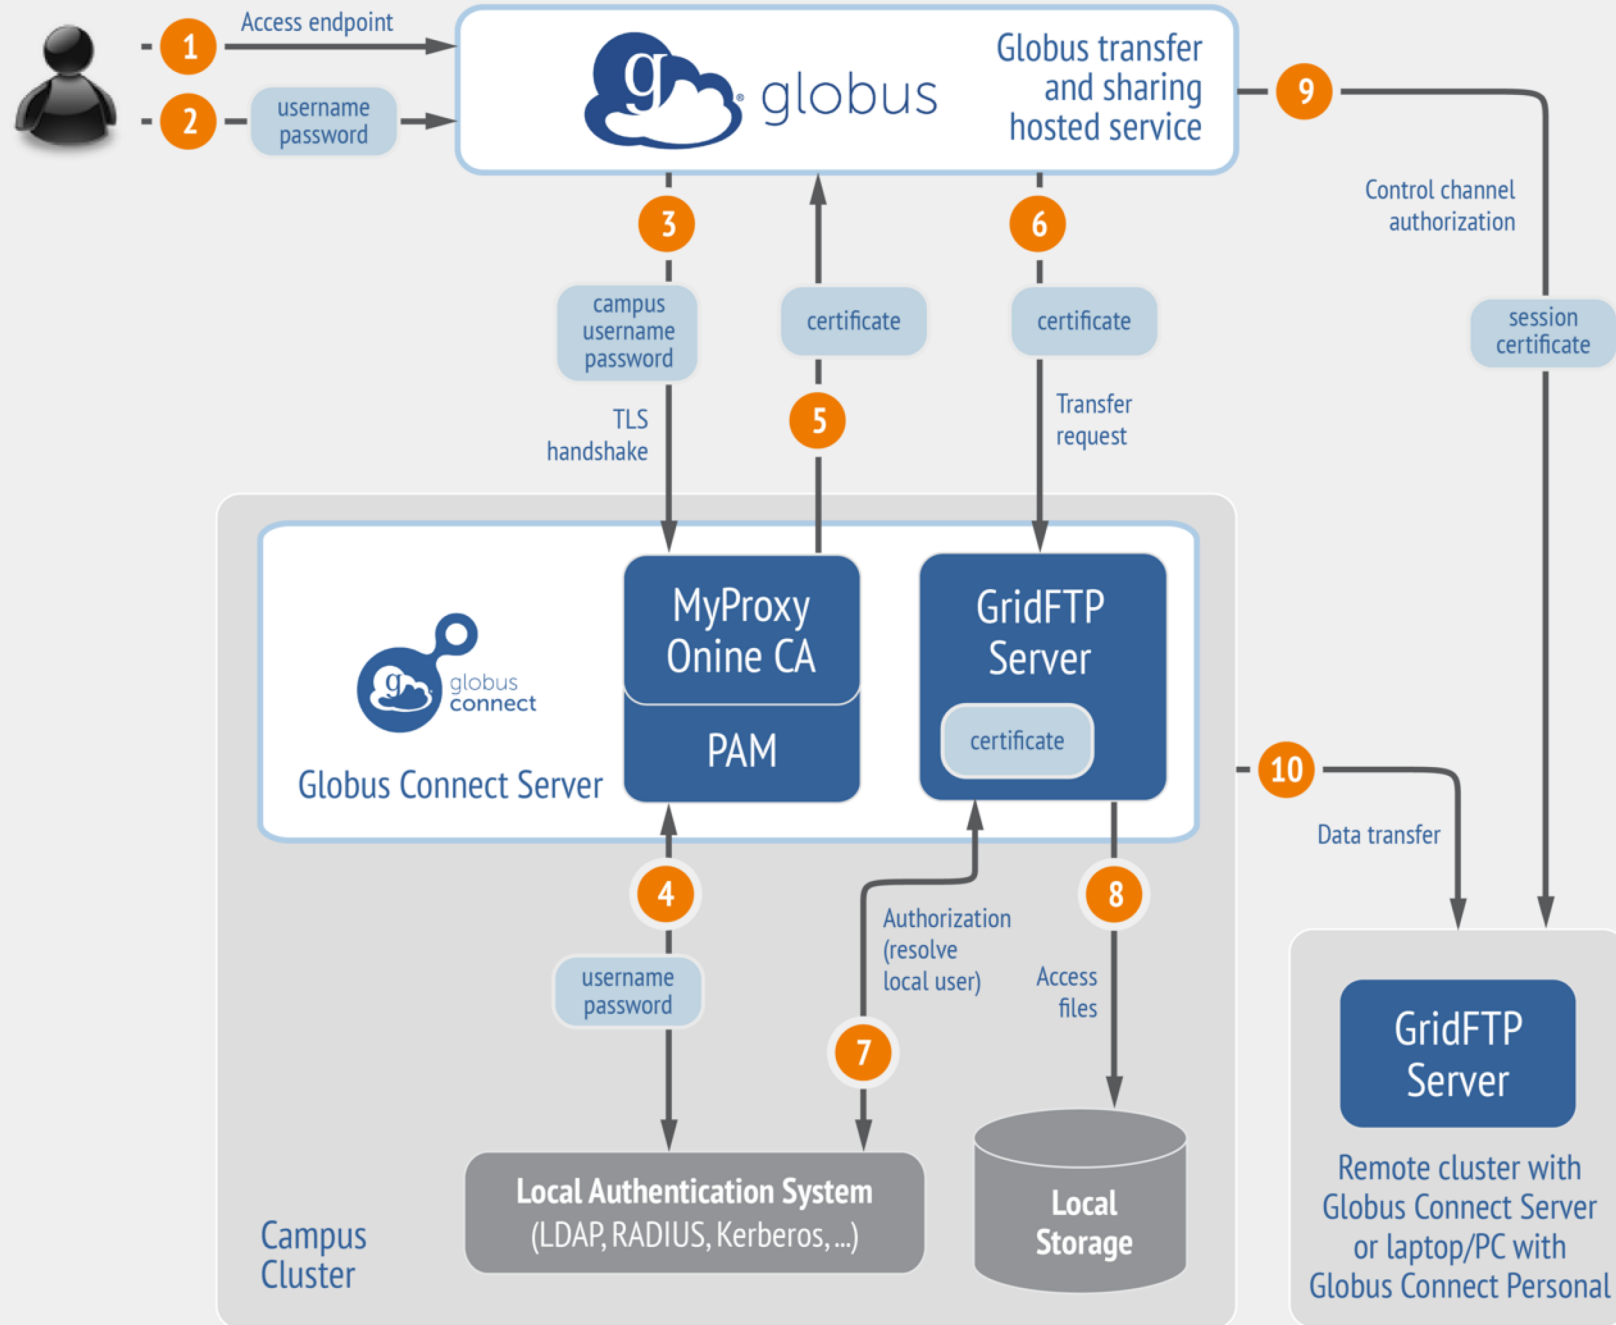 Access endpoint
1
2
username
password
g globus
Globus transfer
and sharing
hosted service
9
Control channel
authorization
session
certificate
3
campus
username
password
TLS
handshake
certificate
5
6
certificate
Transfer
request
g globus
connect
Globus Connect Server
MyProxy
Onine CA
PAM
GridFTP
Server
certificate
10
Data transfer
4
username
password
Authorization
(resolve
local user)
7
8
Access
files
Local Authentication System
(LDAP, RADIUS, Kerberos, ...)
Local
Storage
Campus
Cluster
GridFTP
Server
Remote cluster with
Globus Connect Server
or laptop/PC with
Globus Connect Personal